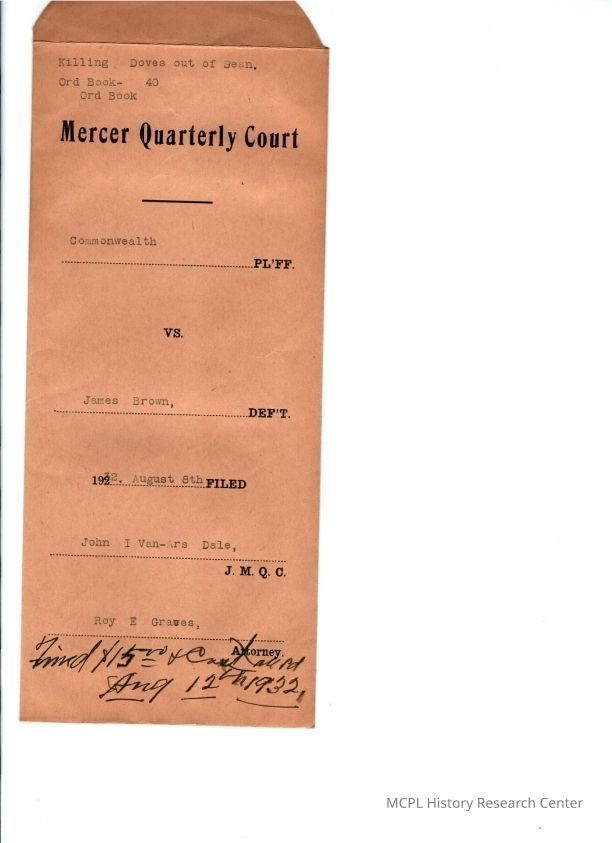 Killing Doves out of Sean.
Ord Book- 40
Ord Book
Mercer Quarterly Court
Commonwealth
PL'FF.
VS.
James Brown,
DEF'T.
1932. August 8th FILED
John I Van-Ars Dale,
J. M. Q. C.
Roy E Graves,
Attorney.
Fined $15 00 & Cost
Aug 12th 1932.
MCPL History Research Center